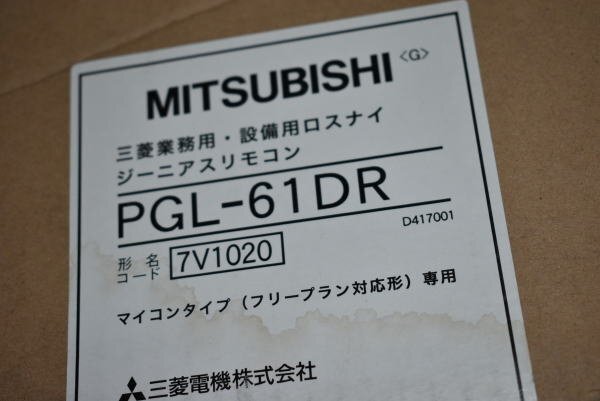 MITSUBISHI <G>
三菱業務用・設備用ロスナイ
ジーニアスリモコン
PGL-61DR
D417001
形名コード 7V1020
マイコンタイプ（フリープラン対応形）専用
三菱電機株式会社